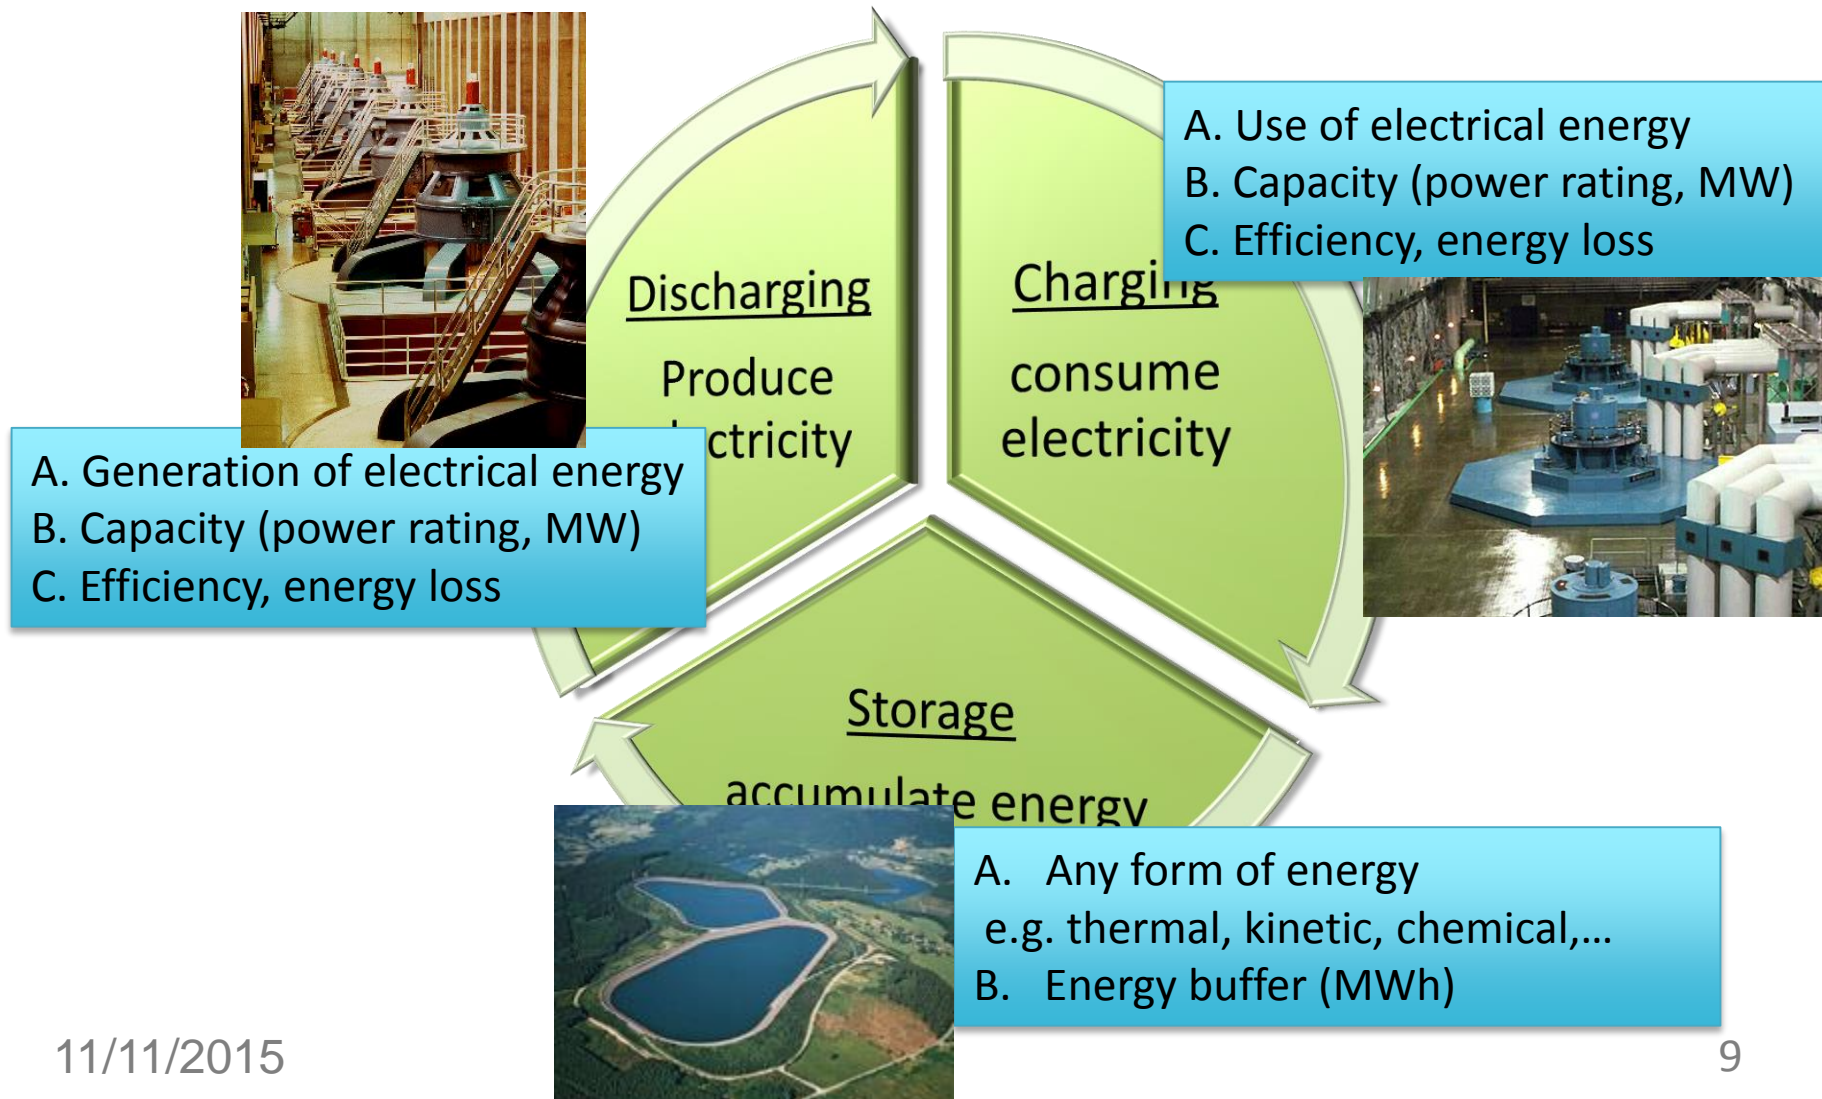 Discharging
Produce
ctricity
A. Generation of electrical energy
B. Capacity (power rating, MW)
C. Efficiency, energy loss
Charging
consume
electricity
A. Use of electrical energy
B. Capacity (power rating, MW)
C. Efficiency, energy loss
Storage
accumulate energy
A. Any form of energy
e.g. thermal, kinetic, chemical,...
B. Energy buffer (MWh)
11/11/2015
9